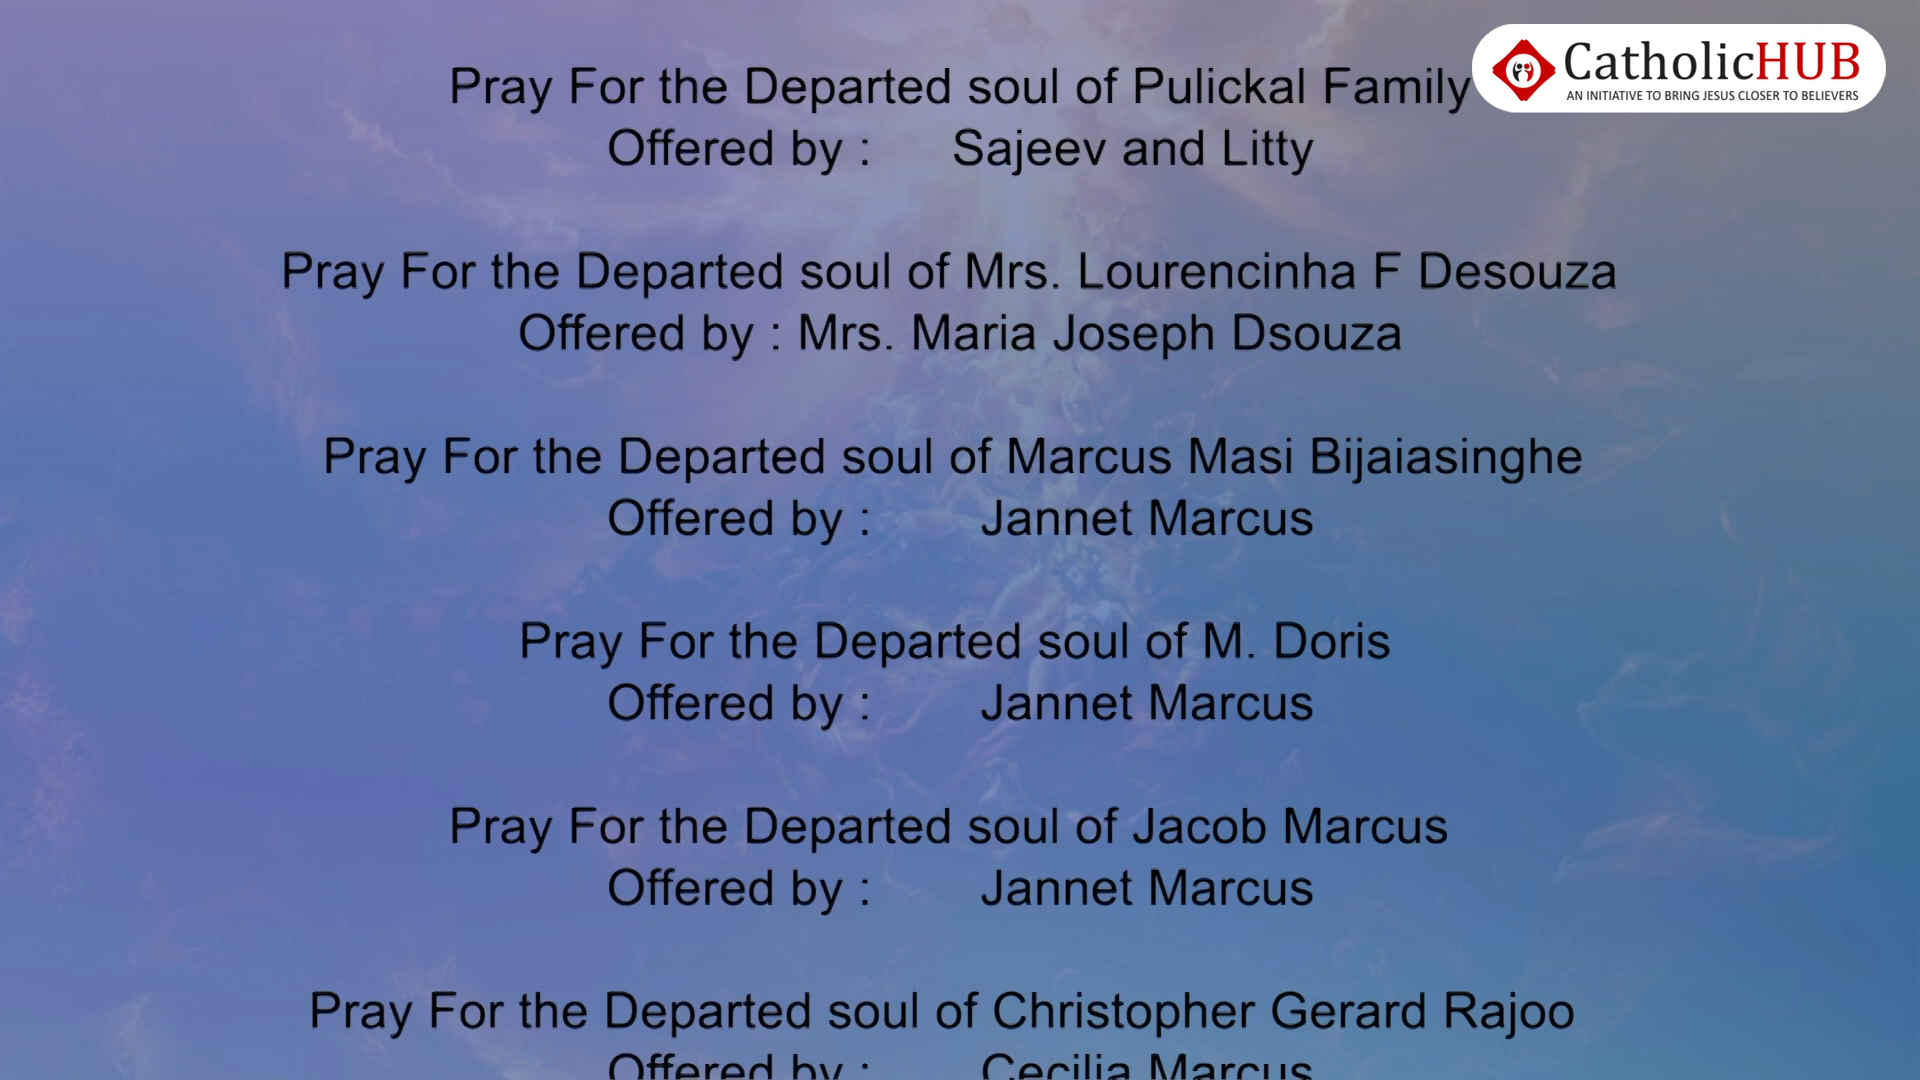 CatholicHUB
AN INITIATIVE TO BRING JESUS CLOSER TO BELIEVERS
Pray For the Departed soul of Pulickal Family
Offered by : Sajeev and Litty
Pray For the Departed soul of Mrs. Lourencinha F Desouza
Offered by : Mrs. Maria Joseph Dsouza
Pray For the Departed soul of Marcus Masi Bijaiasinghe
Offered by : Jannet Marcus
Pray For the Departed soul of M. Doris
Offered by : Jannet Marcus
Pray For the Departed soul of Jacob Marcus
Offered by : Jannet Marcus
Pray For the Departed soul of Christopher Gerard Rajoo
Offered by : Cecilia Marcus